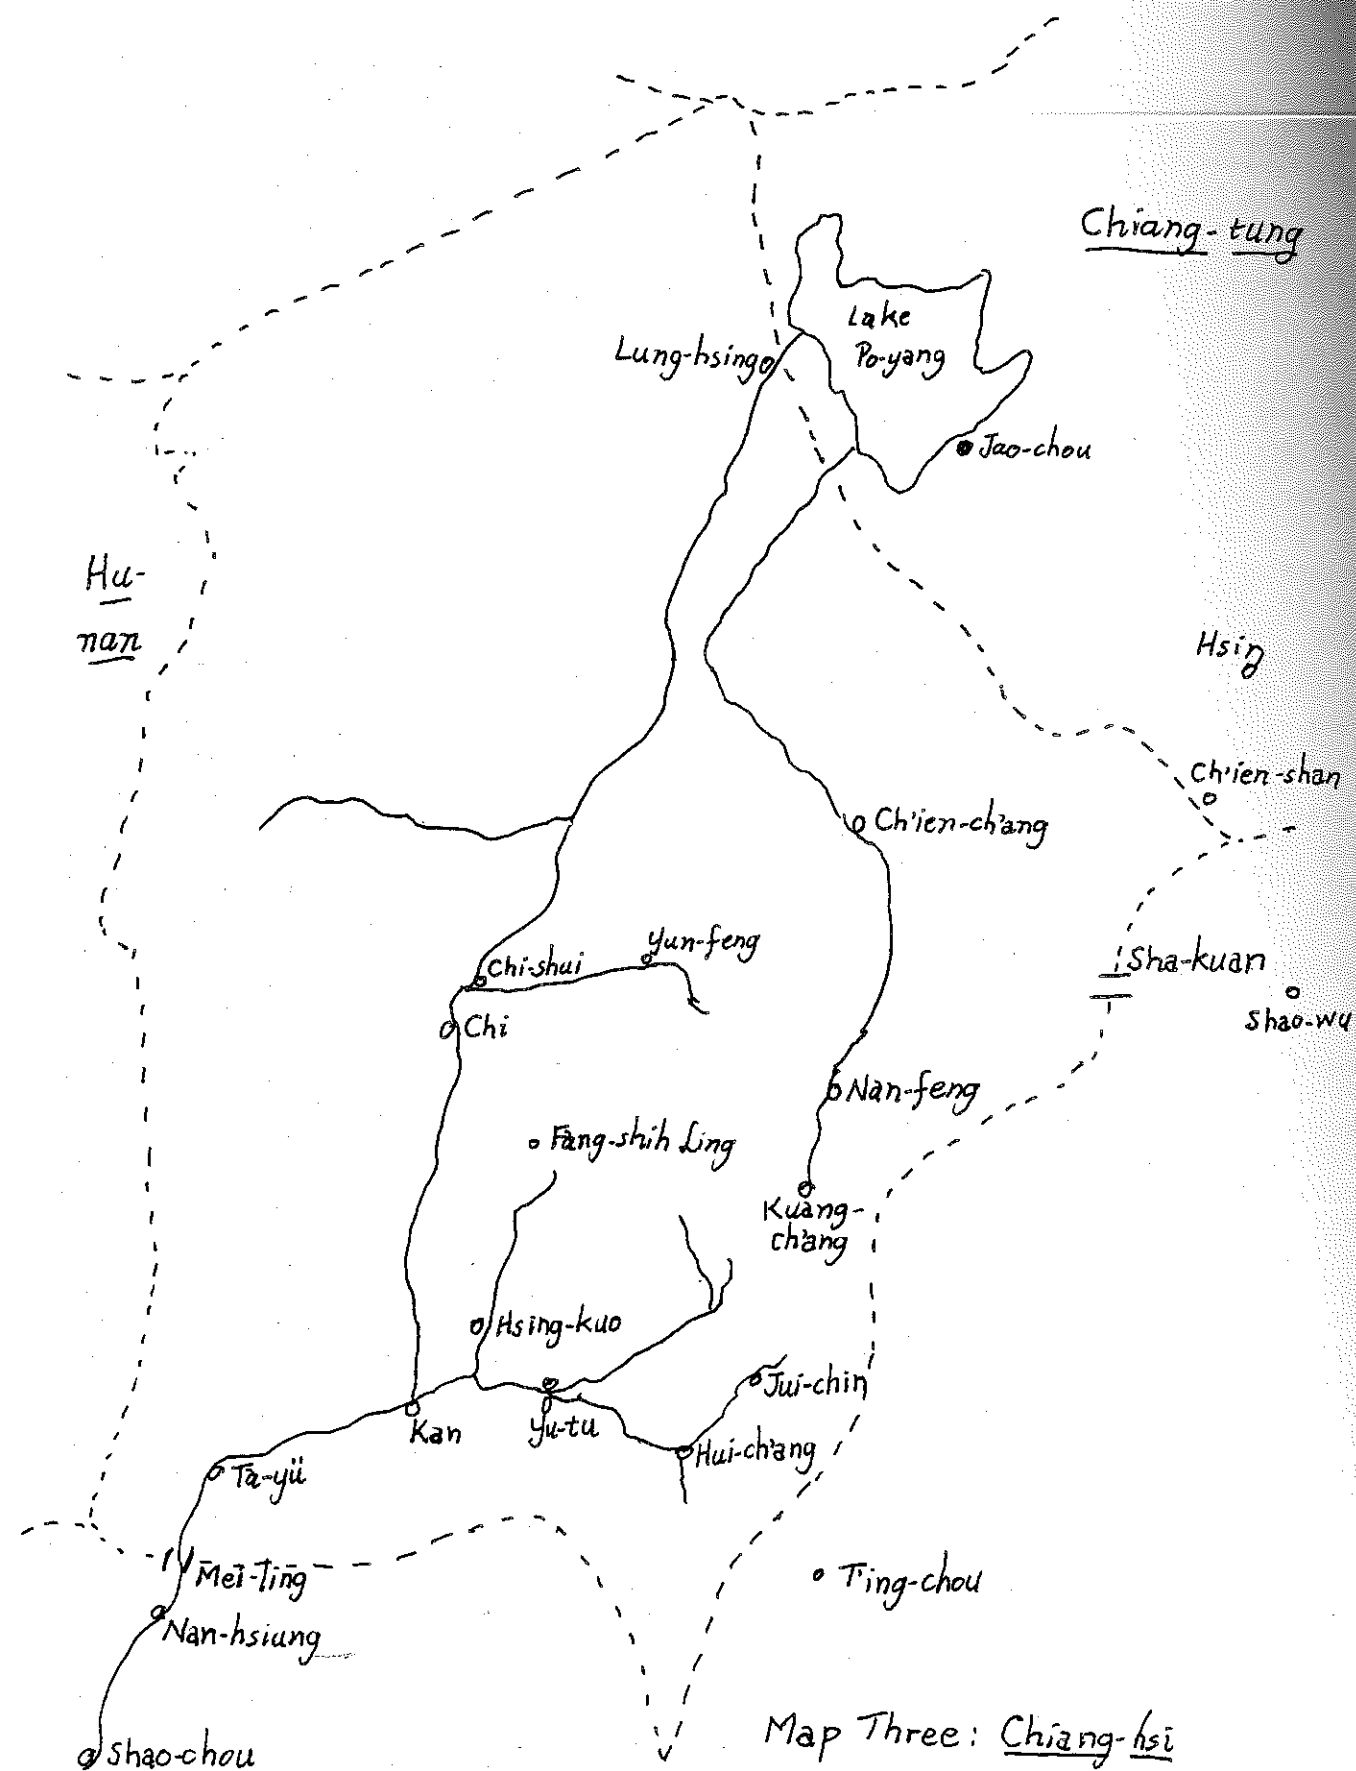 Chiang-tung
Lake
Po-yang
Lung-hsing
Jao-chou
Hu-
nan
Hsin
Ch'ien-shan
Ch'ien-ch'ang
Yun-feng
Chi-shui
Sha-kuan
Shao-wu
Chi
Nan-feng
Fang-shih Ling
Kuang-
ch'ang
Hsing-kuo
Jui-chin
Kan
Yu-tu
Hui-ch'ang
Ta-yü
Mei-ling
T'ing-chou
Nan-hsiung
Shao-chou
Map Three: Chiang-hsi